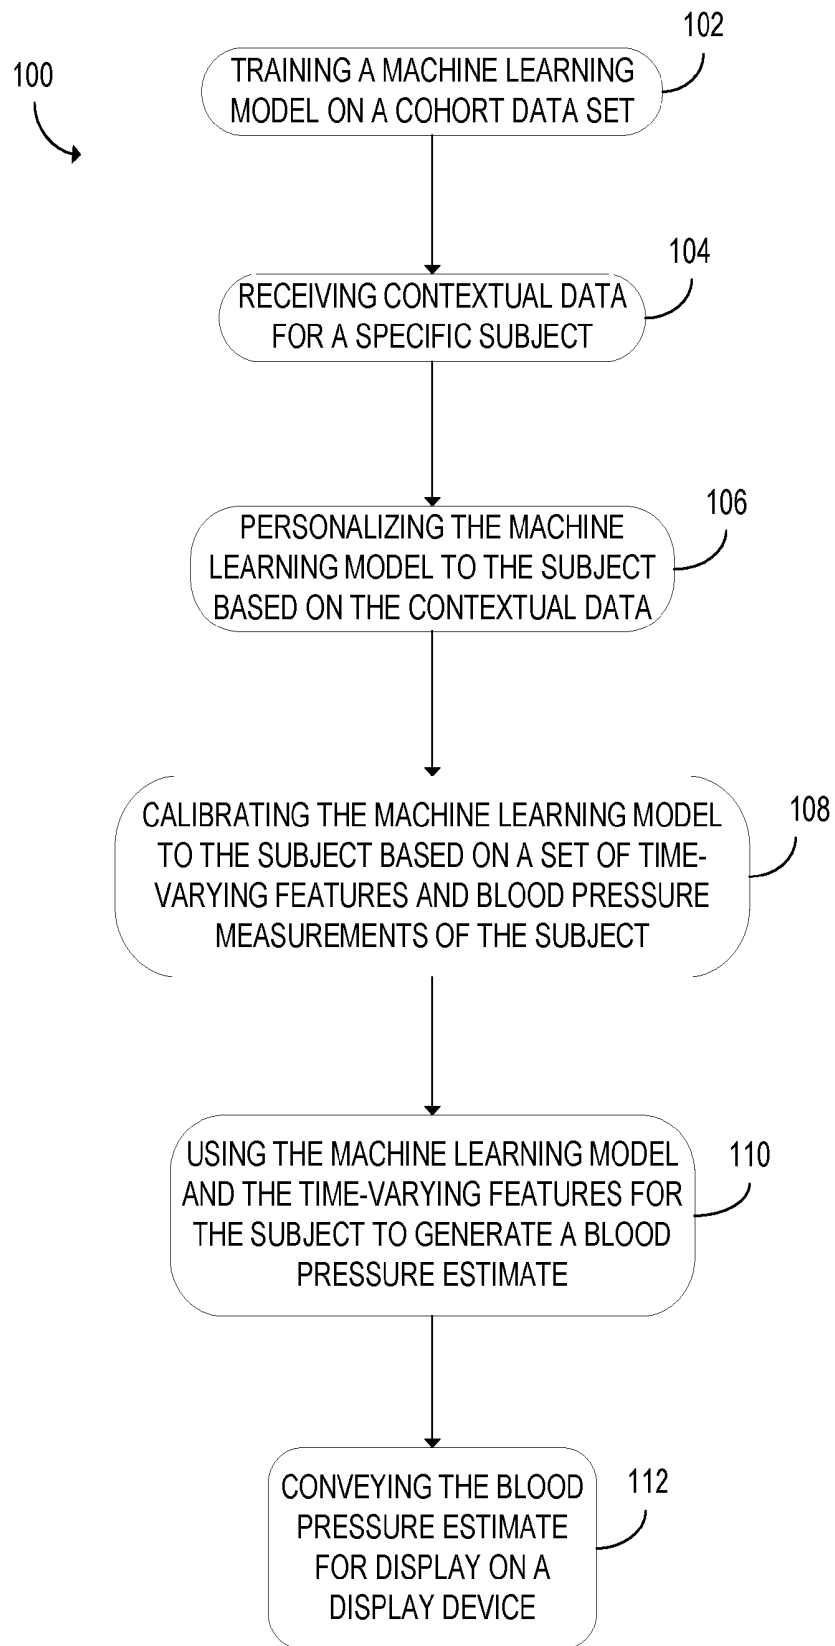 102
TRAINING A MACHINE LEARNING
MODEL ON A COHORT DATA SET
100
104
RECEIVING CONTEXTUAL DATA
FOR A SPECIFIC SUBJECT
106
PERSONALIZING THE MACHINE
LEARNING MODEL TO THE SUBJECT
BASED ON THE CONTEXTUAL DATA
108
CALIBRATING THE MACHINE LEARNING MODEL
TO THE SUBJECT BASED ON A SET OF TIME-
VARYING FEATURES AND BLOOD PRESSURE
MEASUREMENTS OF THE SUBJECT
110
USING THE MACHINE LEARNING MODEL
AND THE TIME-VARYING FEATURES FOR
THE SUBJECT TO GENERATE A BLOOD
PRESSURE ESTIMATE
112
CONVEYING THE BLOOD
PRESSURE ESTIMATE
FOR DISPLAY ON A
DISPLAY DEVICE